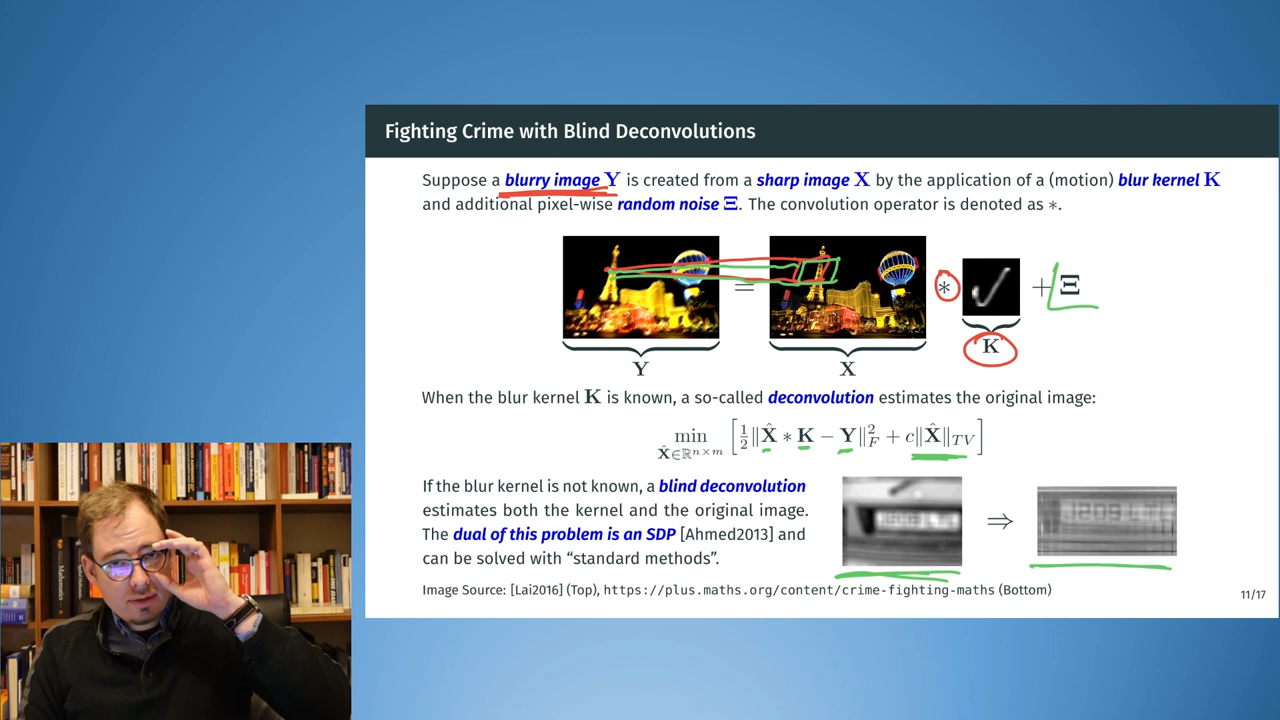 Fighting Crime with Blind Deconvolutions
Suppose a blurry image Y is created from a sharp image X by the application of a (motion) blur kernel K
and additional pixel-wise random noise Ξ. The convolution operator is denoted as ∗.
= ∗ + Ξ
Y X K
When the blur kernel K is known, a so-called deconvolution estimates the original image:
min X̂∈ℝⁿˣᵐ [½‖X̂ ∗ K − Y‖²_F + c‖X̂‖_TV]
If the blur kernel is not known, a blind deconvolution
estimates both the kernel and the original image.
The dual of this problem is an SDP [Ahmed2013] and
can be solved with “standard methods”.
⇒
Image Source: [Lai2016] (Top), https://plus.maths.org/content/crime-fighting-maths (Bottom)
11/17